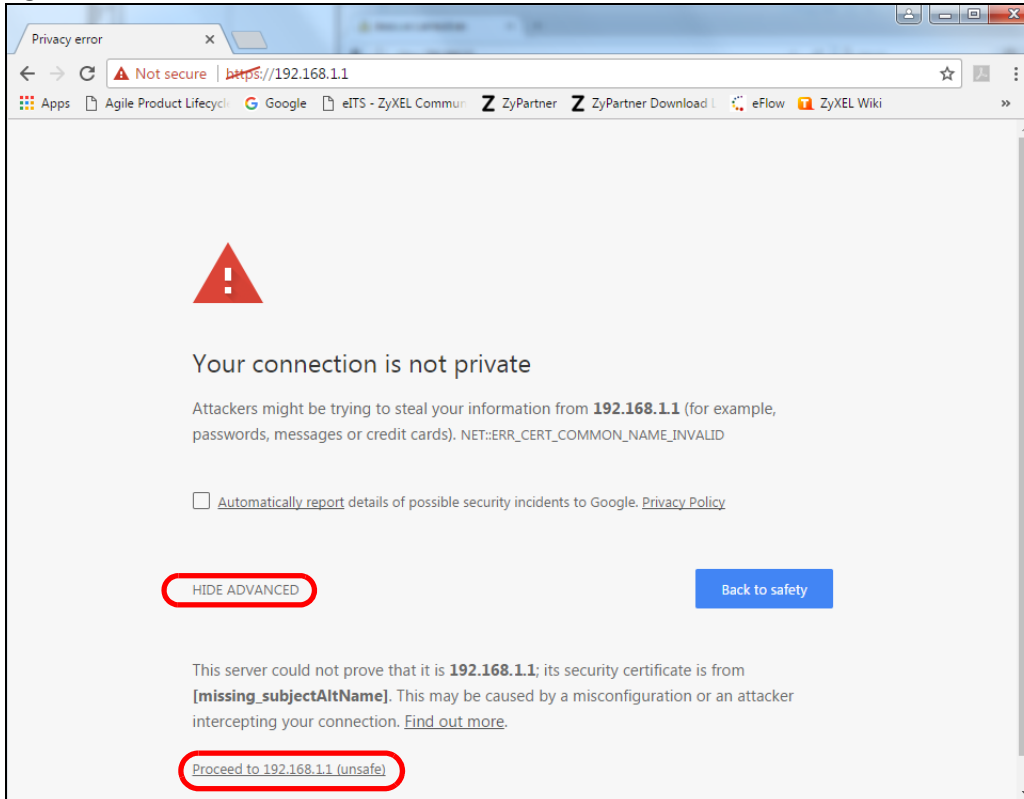 Privacy error
Not secure | https://192.168.1.1
Apps Agile Product Lifecycl Google eITS - ZyXEL Commun ZyPartner ZyPartner Download eFlow ZyXEL Wiki »
Your connection is not private
Attackers might be trying to steal your information from 192.168.1.1 (for example,
passwords, messages or credit cards). NET::ERR_CERT_COMMON_NAME_INVALID
Automatically report details of possible security incidents to Google. Privacy Policy
HIDE ADVANCED Back to safety
This server could not prove that it is 192.168.1.1; its security certificate is from
[missing_subjectAltName]. This may be caused by a misconfiguration or an attacker
intercepting your connection. Find out more.
Proceed to 192.168.1.1 (unsafe)